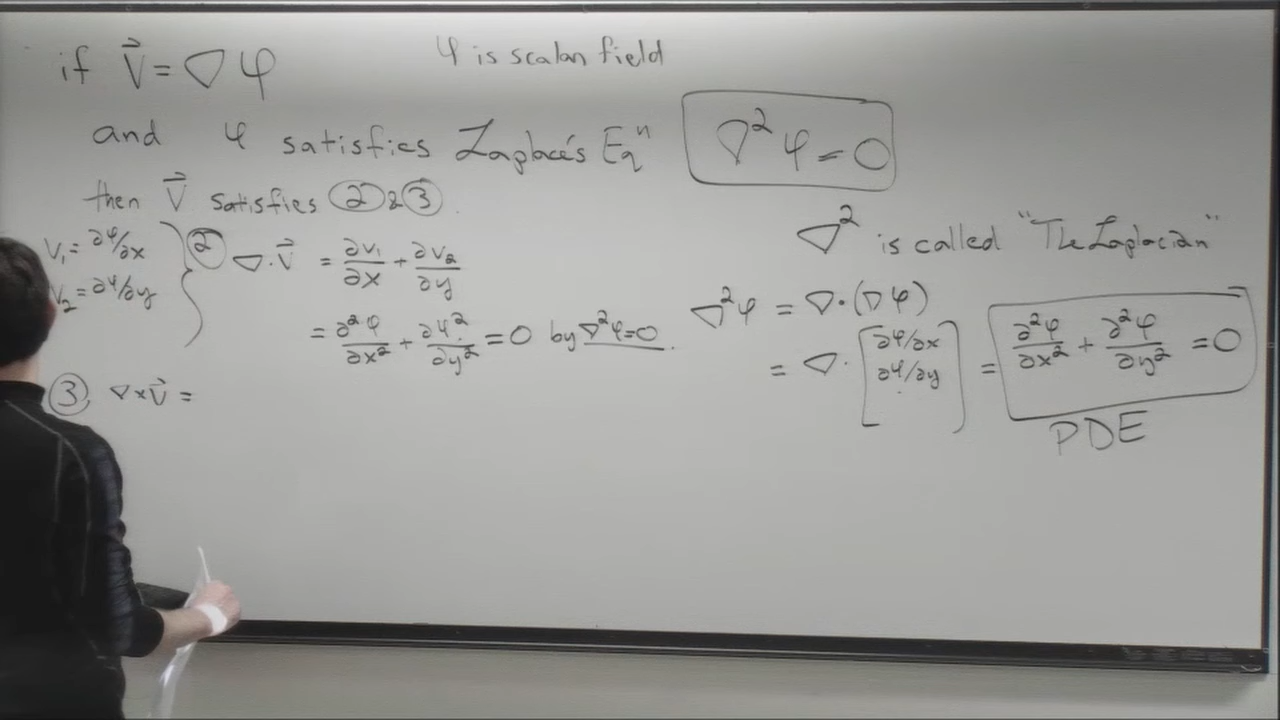 if V⃗ = ∇φ
φ is scalar field
and φ satisfies Laplace's Eqⁿ ∇²φ = 0
then V⃗ satisfies ② & ③.
V₁ = ∂φ/∂x
V₂ = ∂φ/∂y
② ∇·V⃗ = ∂V₁/∂x + ∂V₂/∂y
= ∂²φ/∂x² + ∂φ²/∂y² = 0 by ∇²φ=0.
③ ∇×V⃗ =
∇² is called "The Laplacian"
∇²φ = ∇·(∇φ)
= ∇·[∂φ/∂x ∂φ/∂y] = ∂²φ/∂x² + ∂²φ/∂y² = 0
PDE